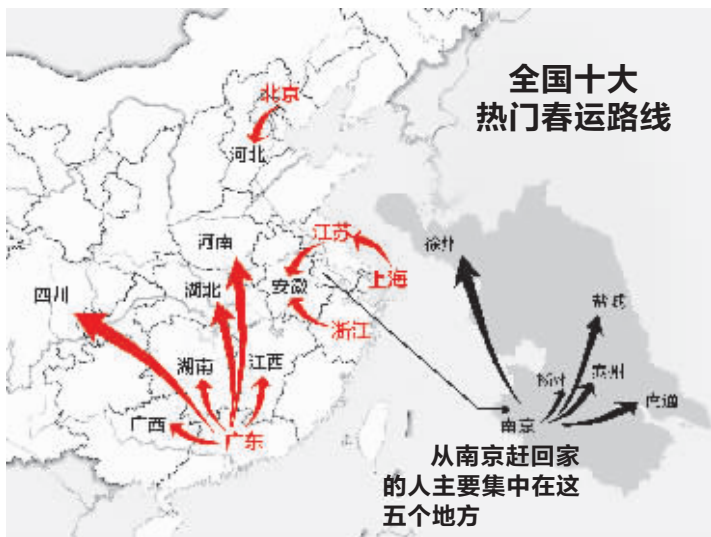 全国十大
热门春运路线
北京
河北
河南
江苏
徐州
安徽
上海
四川
湖北
盐城
浙江
湖南
江西
泰州
扬州
南通
广西
南京
广东
从南京赶回家
的人主要集中在这
五个地方